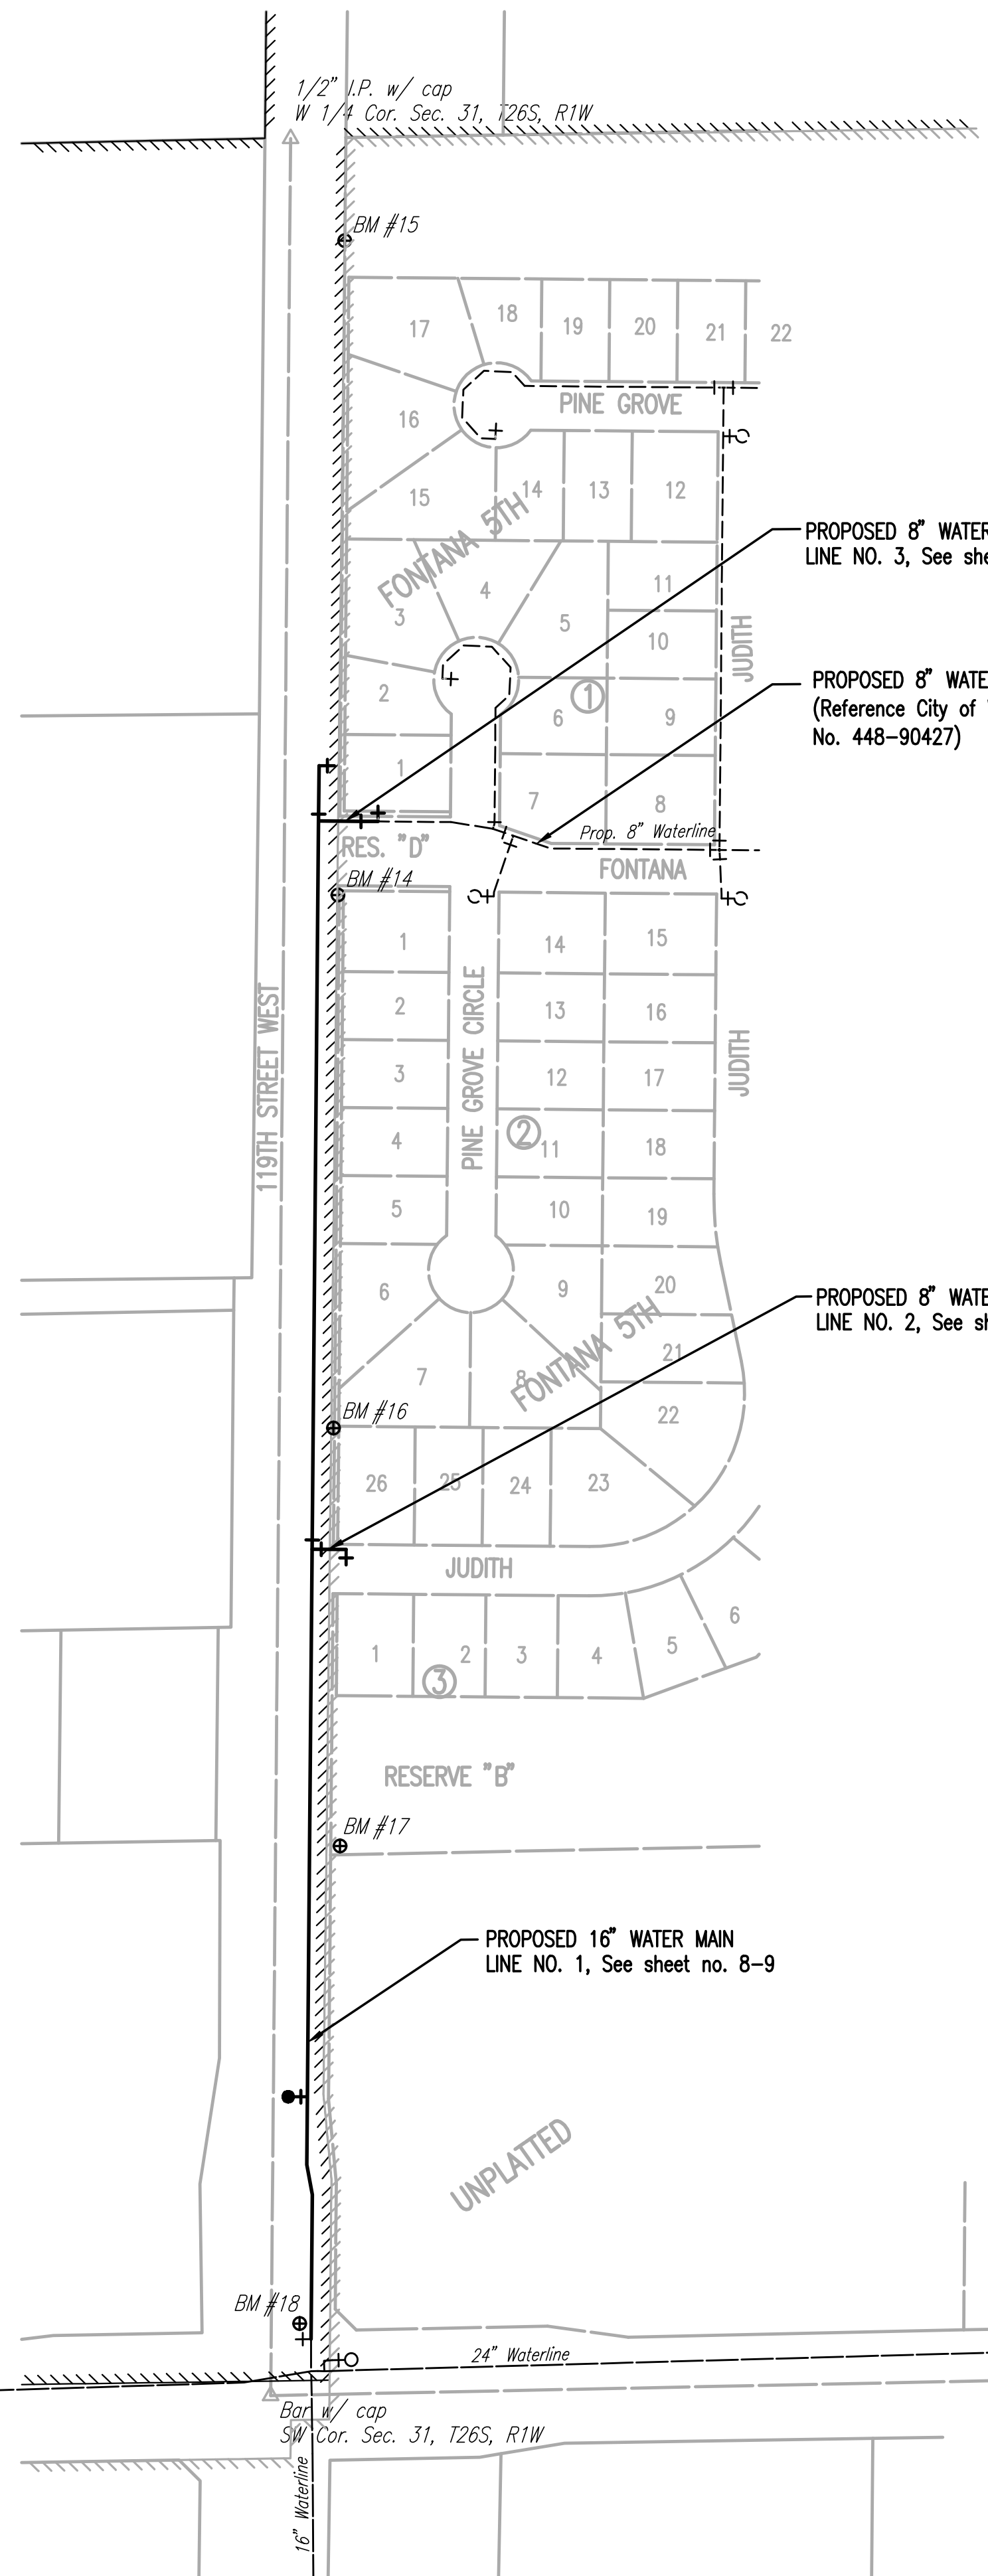 1/2" I.P. w/ cap
W 1/4 Cor. Sec. 31, T26S, R1W
BM #15
17
18
19
20
21
22
PINE GROVE
16
15
14
13
12
FONTANA 5TH
PROPOSED 8" WATER
LINE NO. 3, See
3
4
5
11
10
JUDITH
2
1
6
9
PROPOSED 8"
(Reference City of
No. 448-90427)
1
7
8
Prop. 8" Waterline
RES. "D"
FONTANA
BM #14
1
14
15
2
13
16
119TH STREET WEST
PINE GROVE CIRCLE
JUDITH
3
12
17
2
4
11
18
5
10
19
6
9
20
PROPOSED 8"
LINE NO. 2, See
FONTANA 5TH
21
7
8
22
BM #16
26
25
24
23
JUDITH
1
2
3
4
5
6
3
RESERVE "B"
BM #17
PROPOSED 16" WATER MAIN
LINE NO. 1, See sheet no. 8-9
UNPLATTED
BM #18
24" Waterline
Bar w/ cap
SW Cor. Sec. 31, T26S, R1W
16" Waterline